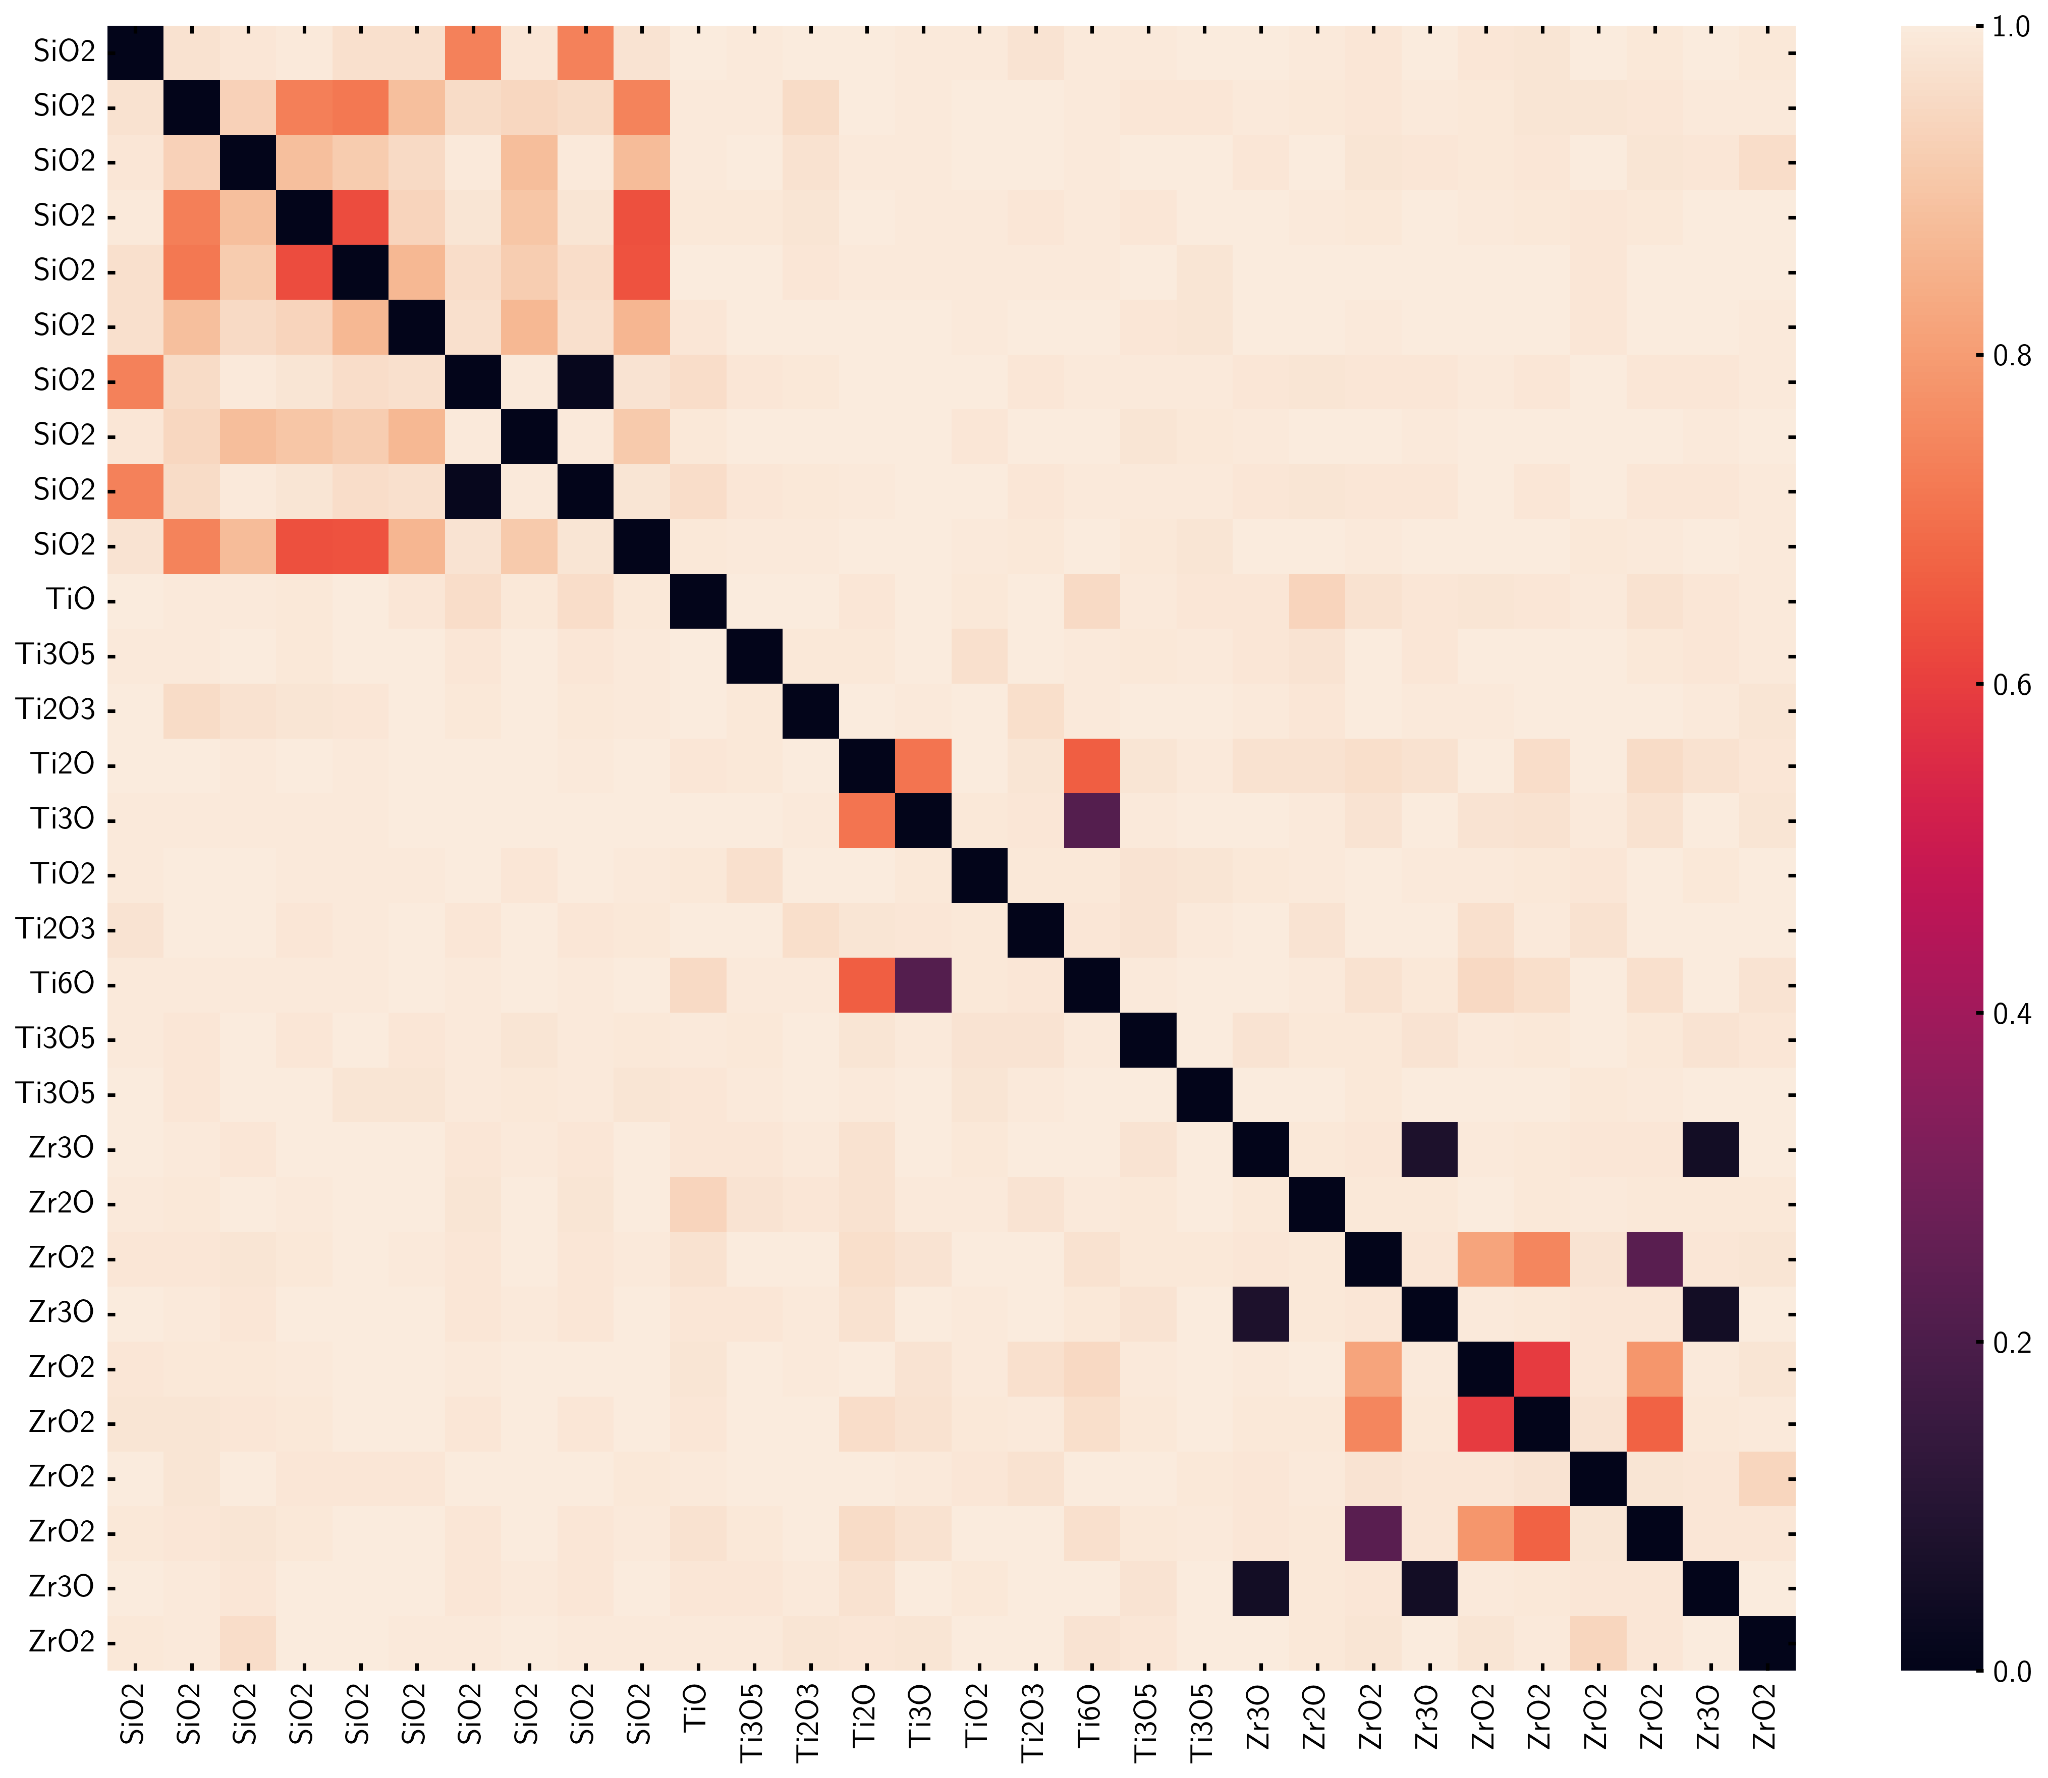 SiO2
SiO2
SiO2
SiO2
SiO2
SiO2
SiO2
SiO2
SiO2
SiO2
TiO
Ti3O5
Ti2O3
Ti2O
Ti3O
TiO2
Ti2O3
Ti6O
Ti3O5
Ti3O5
Zr3O
Zr2O
ZrO2
Zr3O
ZrO2
ZrO2
ZrO2
ZrO2
Zr3O
ZrO2
SiO2
SiO2
SiO2
SiO2
SiO2
SiO2
SiO2
SiO2
SiO2
SiO2
TiO
Ti3O5
Ti2O3
Ti2O
Ti3O
TiO2
Ti2O3
Ti6O
Ti3O5
Ti3O5
Zr3O
Zr2O
ZrO2
Zr3O
ZrO2
ZrO2
ZrO2
ZrO2
Zr3O
ZrO2
1.0
0.8
0.6
0.4
0.2
0.0